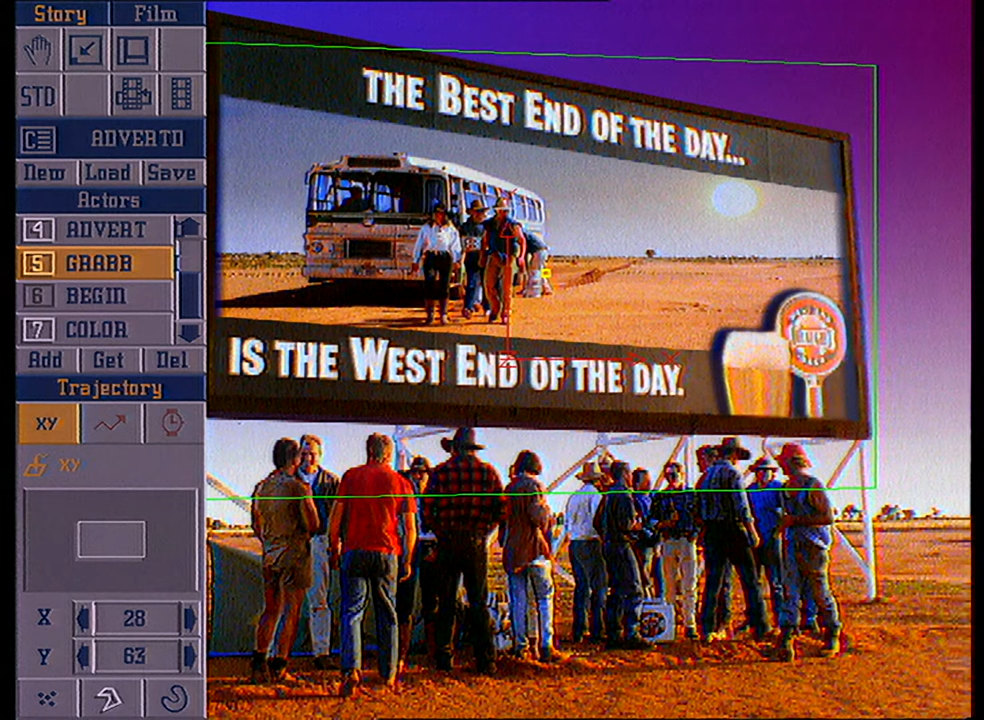 Story Film
STD
ADVERTD
New Load Save
Actors
4 ADVERT
5 GRABB
6 BEGIN
7 COLOR
Add Get Del
Trajectory
XY
XY
X 28
Y 63
THE BEST END OF THE DAY...
IS THE WEST END OF THE DAY.